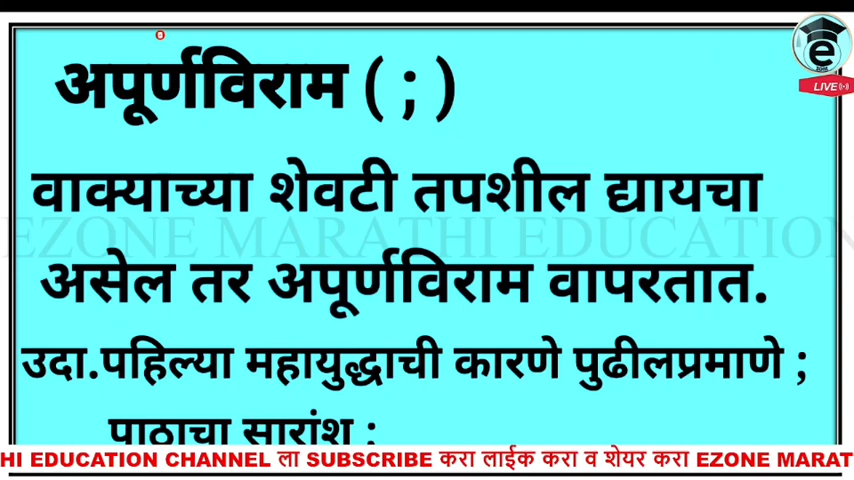 e
LIVE
अपूर्णविराम ( ; )
वाक्याच्या शेवटी तपशील द्यायचा
EZONE MARATHI EDUCATION
असेल तर अपूर्णविराम वापरतात.
उदा.पहिल्या महायुद्धाची कारणे पुढीलप्रमाणे ;
पाठाचा सारांश ;
HI EDUCATION CHANNEL ला SUBSCRIBE करा लाईक करा व शेयर करा EZONE MARAT